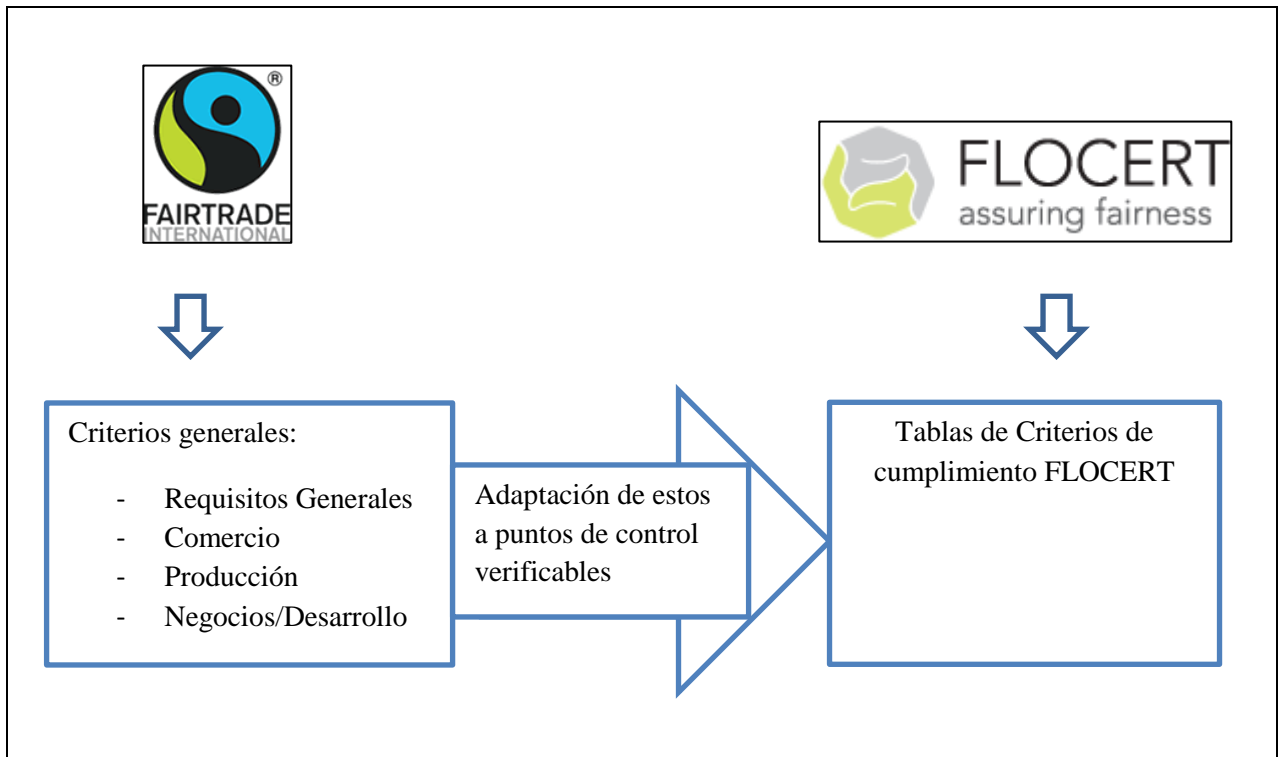 ®
FAIRTRADE
INTERNATIONAL
FLOCERT
assuring fairness
Criterios generales:
- Requisitos Generales
- Comercio
- Producción
- Negocios/Desarrollo
Adaptación de estos
a puntos de control
verificables
Tablas de Criterios de
cumplimiento FLOCERT